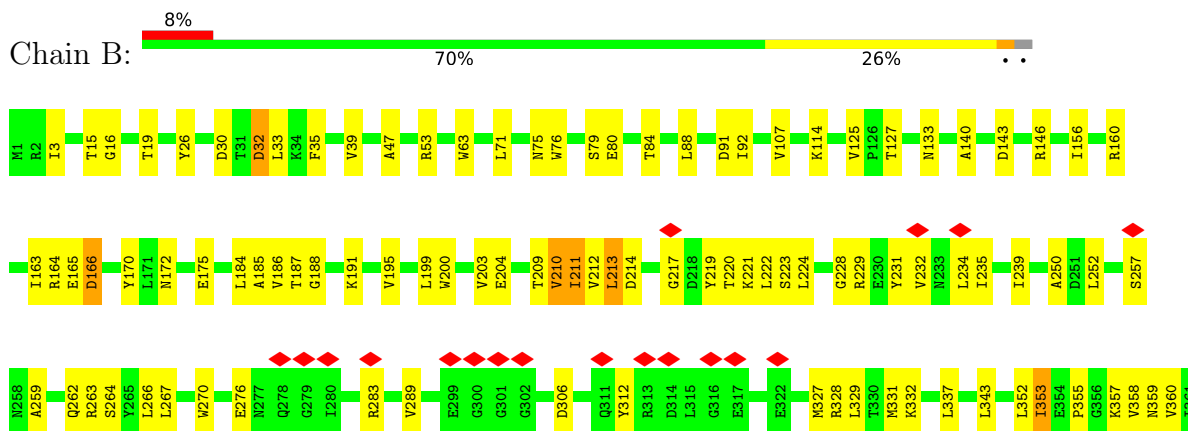 8%
Chain B:
70% 26% • •
M1 R2 I3 T15 G16 T19 Y26 D30 T31 D32 L33 K34 F35 V39 A47 R53 W63 L71 N75 W76 S79 E80 T84 L88 D91 I92 V107 K114 V125 P126 T127 N133 A140 D143 R146 I156 R160
I163 R164 E165 D166 Y170 L171 N172 E175 L184 A185 V186 T187 G188 K191 V195 L199 W200 V203 E204 T209 V210 I211 V212 L213 D214 G217 D218 Y219 T220 K221 L222 S223 L224 G228 R229 E230 Y231 V232 N233 L234 I235 I239 A250 D251 L252 S257
N258 A259 Q262 R263 S264 Y265 L266 L267 W270 E276 N277 Q278 G279 I280 R283 V289 E299 G300 G301 G302 D306 Q311 Y312 R313 D314 L315 G316 E317 E322 M327 R328 L329 T330 M331 K332 L337 L343 L352 I353 E354 P355 G356 K357 V358 N359 V360